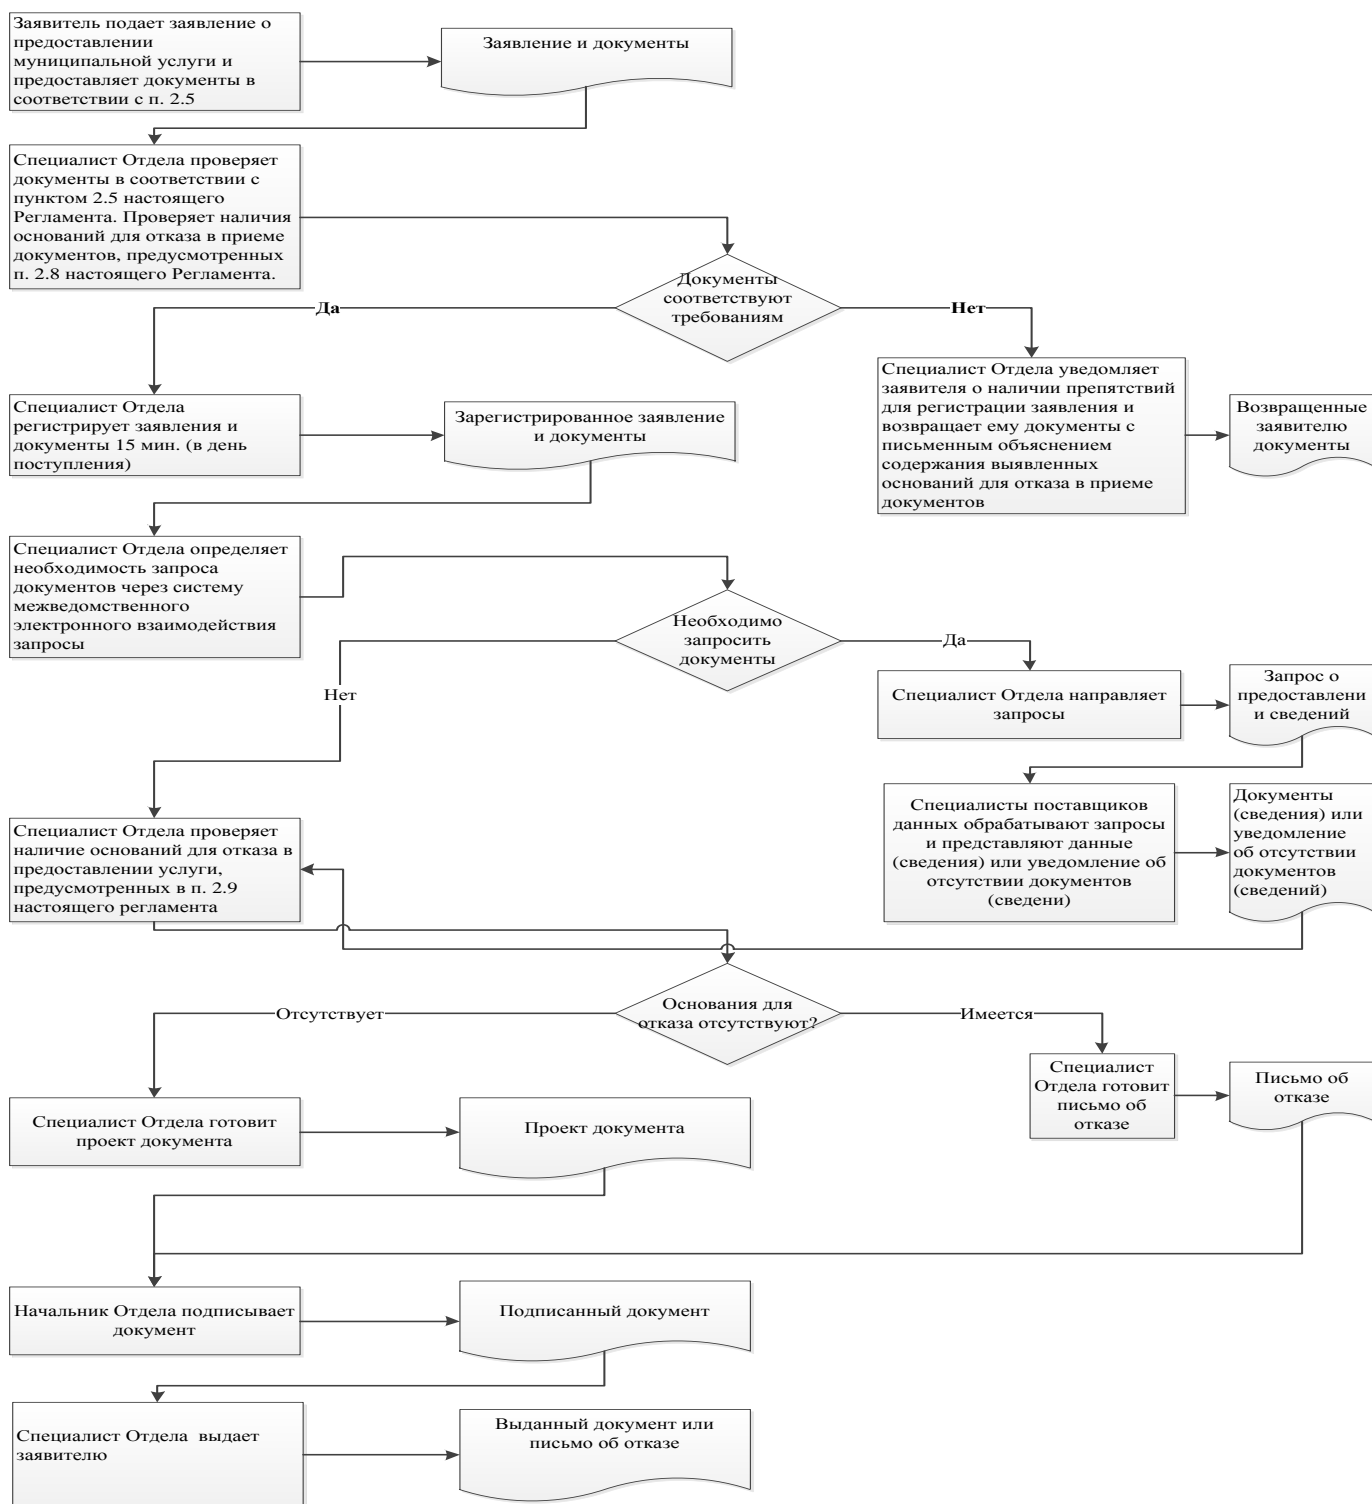 Заявитель подает заявление о
предоставлении
муниципальной услуги и
предоставляет документы в
соответствии с п. 2.5
Заявление и документы
Специалист Отдела проверяет
документы в соответствии с
пунктом 2.5 настоящего
Регламента. Проверяет наличия
оснований для отказа в приеме
документов, предусмотренных
п. 2.8 настоящего Регламента.
Документы
соответствуют
требованиям
Да
Нет
Специалист Отдела
регистрирует заявления и
документы 15 мин. (в день
поступления)
Зарегистрированное заявление
и документы
Специалист Отдела уведомляет
заявителя о наличии препятствий
для регистрации заявления и
возвращает ему документы с
письменным объяснением
содержания выявленных
оснований для отказа в приеме
документов
Возвращенные
заявителю
документы
Специалист Отдела определяет
необходимость запроса
документов через систему
межведомственного
электронного взаимодействия
запросы
Необходимо
запросить
документы
Да
Нет
Специалист Отдела направляет
запросы
Запрос о
предоставлени
и сведений
Специалисты поставщиков
данных обрабатывают запросы
и представляют данные
(сведения) или уведомление об
отсутствии документов
(сведени)
Документы
(сведения) или
уведомление
об отсутствии
документов
(сведений)
Специалист Отдела проверяет
наличие оснований для отказа в
предоставлении услуги,
предусмотренных в п. 2.9
настоящего регламента
Основания для
отказа отсутствуют?
Отсутствует
Имеется
Специалист
Отдела готовит
письмо об
отказе
Письмо об
отказе
Специалист Отдела готовит
проект документа
Проект документа
Начальник Отдела подписывает
документ
Подписанный документ
Специалист Отдела  выдает
заявителю
Выданный документ или
письмо об отказе